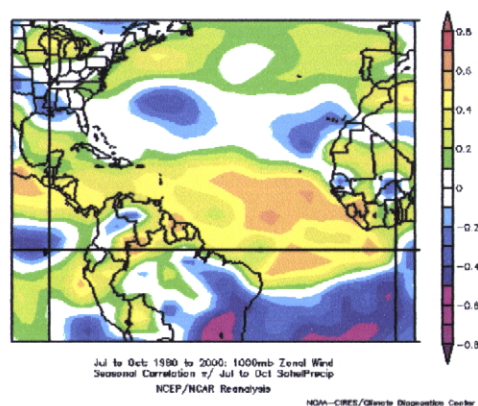 0.8
0.6
0.4
0.2
0
-0.2
-0.4
-0.6
-0.8
Jul to Oct: 1980 to 2000: 1000mb Zonal Wind
Seasonal Correlation w/ Jul to Oct SahelPrecip
NCEP/NCAR Reanalysis
NOAA-CIRES/Climate Diagnostics Center